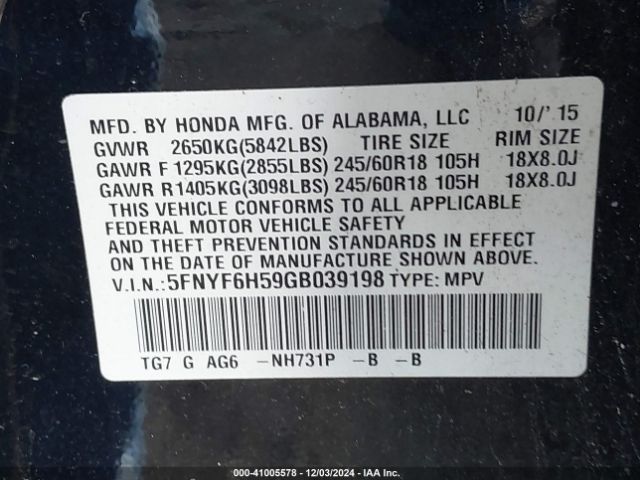 MFD. BY HONDA MFG. OF ALABAMA, LLC 10/'15
GVWR 2650KG(5842LBS) TIRE SIZE RIM SIZE
GAWR F 1295KG(2855LBS) 245/60R18 105H 18X8.0J
GAWR R1405KG(3098LBS) 245/60R18 105H 18X8.0J
THIS VEHICLE CONFORMS TO ALL APPLICABLE
FEDERAL MOTOR VEHICLE SAFETY
AND THEFT PREVENTION STANDARDS IN EFFECT
ON THE DATE OF MANUFACTURE SHOWN ABOVE.
V.I.N.:5FNYF6H59GB039198 TYPE: MPV
TG7 G AG6 -NH731P -B -B
000-41005578 - 12/03/2024 - IAA Inc.